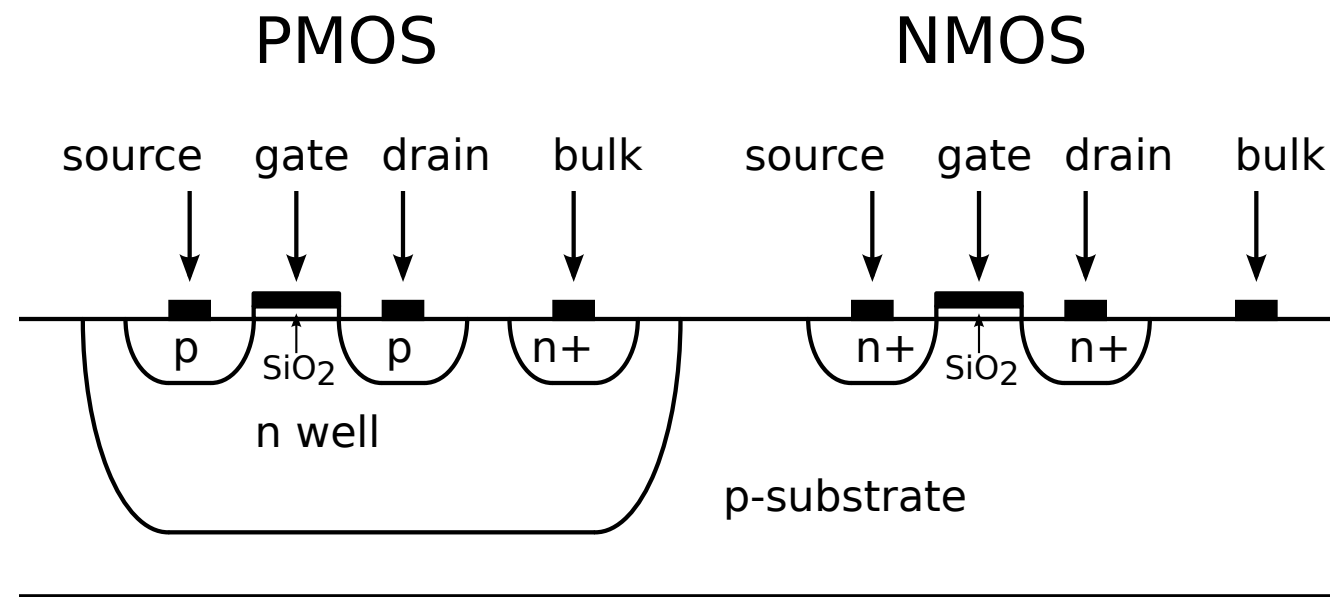 PMOS NMOS
source gate drain bulk source gate drain bulk
p SiO₂ p n+ n+ SiO₂ n+
n well
p-substrate